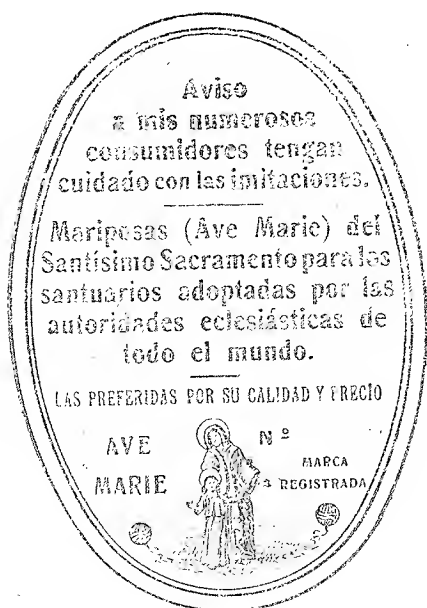 Aviso
a mis numerosos
consumidores tengan
cuidado con las imitaciones.
Mariposas (Ave Marie) del
Santísimo Sacramento para los
santuarios adoptadas por las
autoridades eclesiásticas de
todo el mundo.
LAS PREFERIDAS POR SU CALIDAD Y PRECIO
AVE
MARIE
Nº
MARCA
REGISTRADA